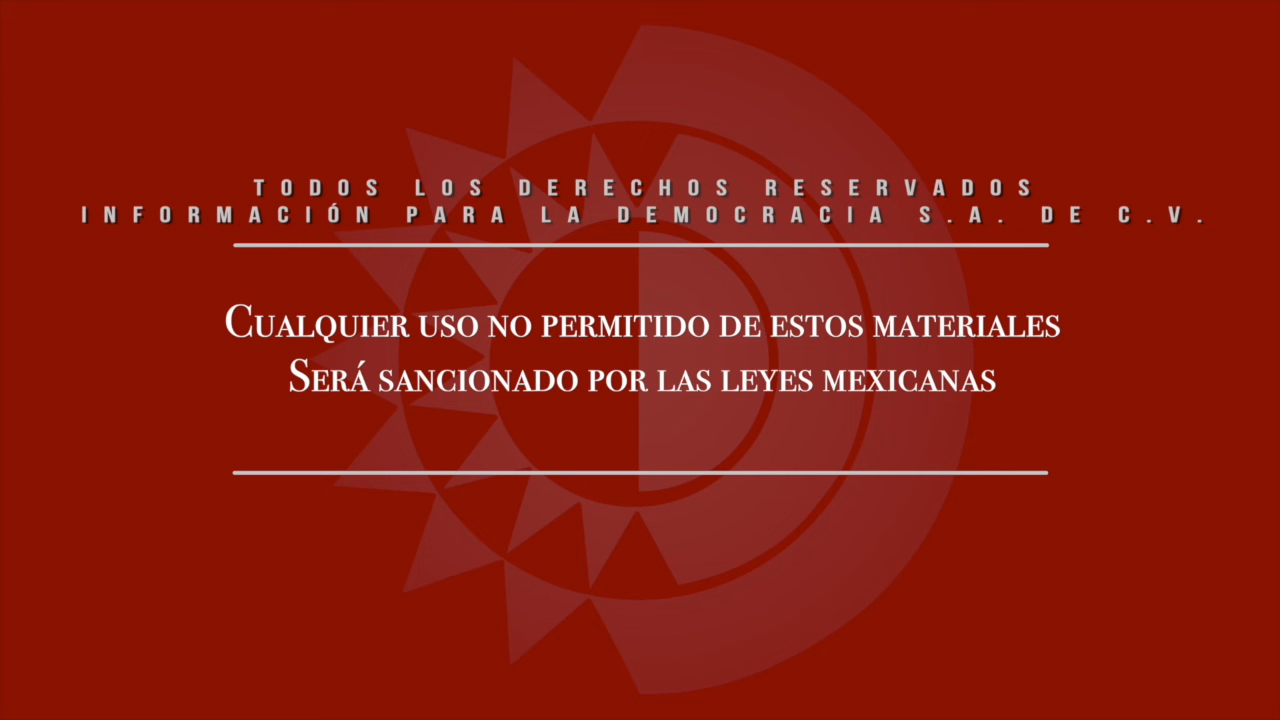 TODOS LOS DERECHOS RESERVADOS
INFORMACIÓN PARA LA DEMOCRACIA S.A. DE C.V.
Cualquier uso no permitido de estos materiales
Será sancionado por las leyes mexicanas